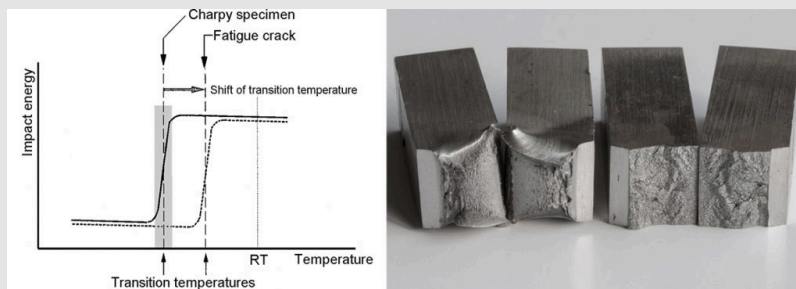 Charpy specimen
Fatigue crack
Shift of transition temperature
Impact energy
RT
Temperature
Transition temperatures